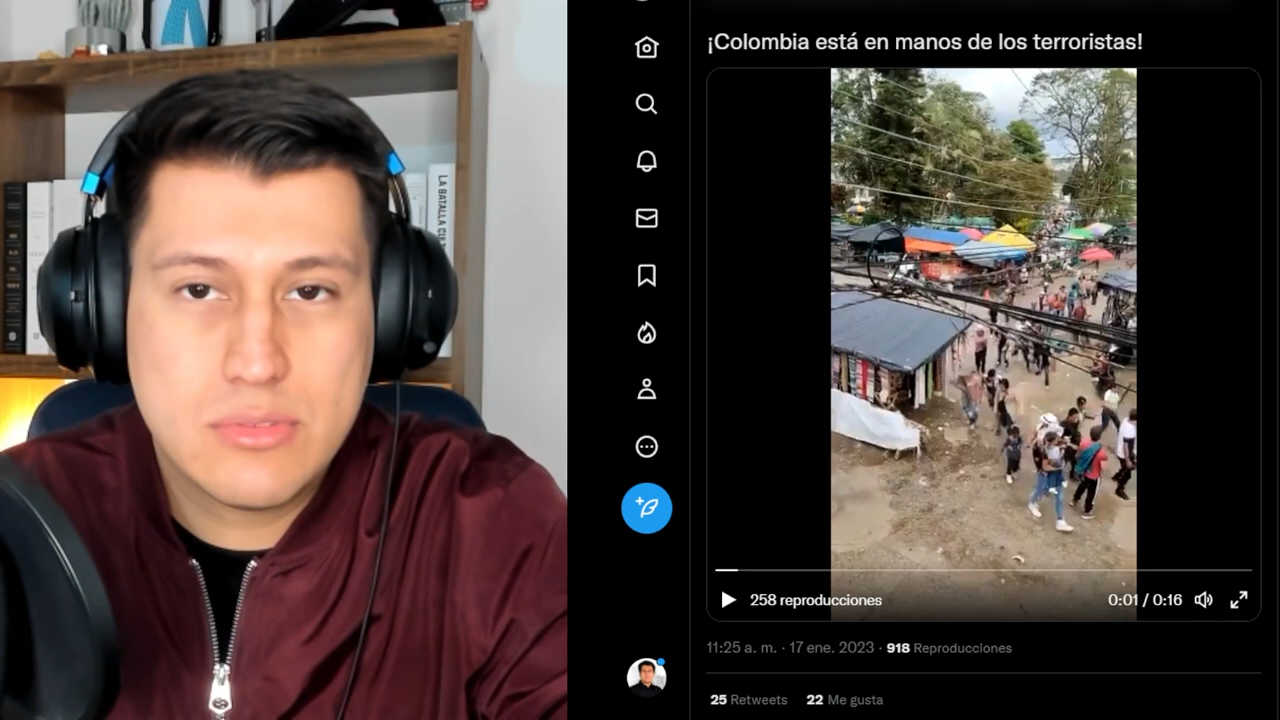 ¡Colombia está en manos de los terroristas!
LA BATALLA CUL
258 reproducciones
0:01 / 0:16
11:25 a. m. · 17 ene. 2023 · 918 Reproducciones
25 Retweets 22 Me gusta